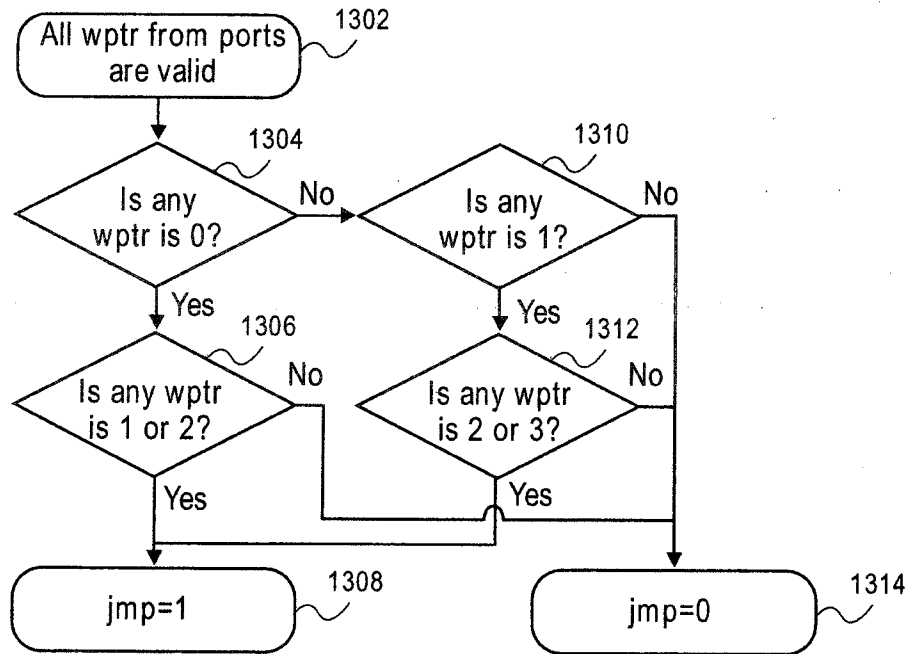 All wptr from ports
are valid
1302
1304
Is any
wptr is 0?
No
Yes
1310
Is any
wptr is 1?
No
Yes
1306
Is any wptr
is 1 or 2?
No
Yes
1312
Is any wptr
is 2 or 3?
No
Yes
jmp=1
1308
jmp=0
1314